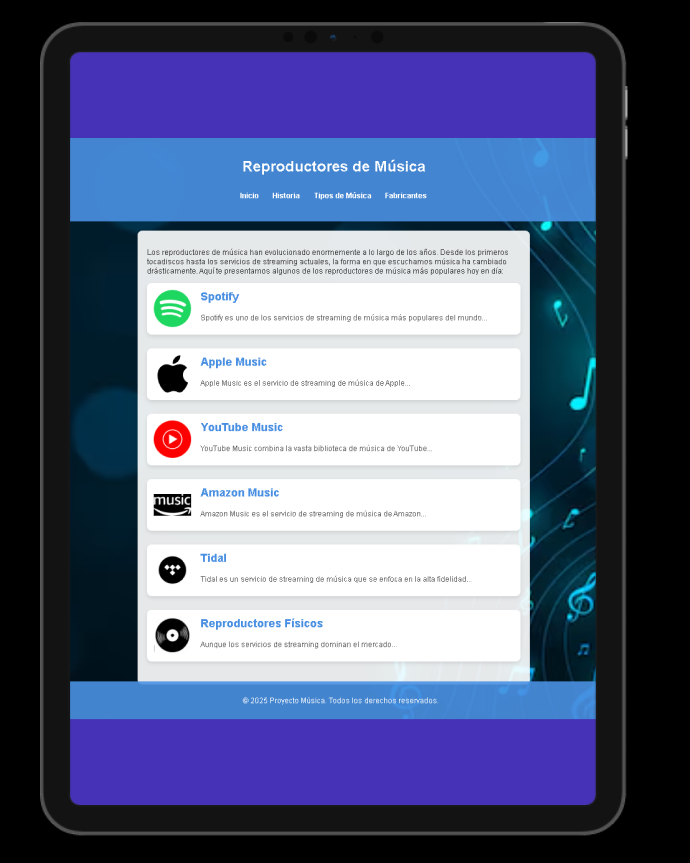 Reproductores de Música
Inicio Historia Tipos de Música Fabricantes
Los reproductores de música han evolucionado enormemente a lo largo de los años. Desde los primeros
tocadiscos hasta los servicios de streaming actuales, la forma en que escuchamos música ha cambiado
drásticamente. Aquí te presentamos algunos de los reproductores de música más populares hoy en día:
Spotify
Spotify es uno de los servicios de streaming de música más populares del mundo...
Apple Music
Apple Music es el servicio de streaming de música de Apple...
YouTube Music
YouTube Music combina la vasta biblioteca de música de YouTube...
music
Amazon Music
Amazon Music es el servicio de streaming de música de Amazon...
Tidal
Tidal es un servicio de streaming de música que se enfoca en la alta fidelidad...
Reproductores Físicos
Aunque los servicios de streaming dominan el mercado...
© 2025 Proyecto Música. Todos los derechos reservados.